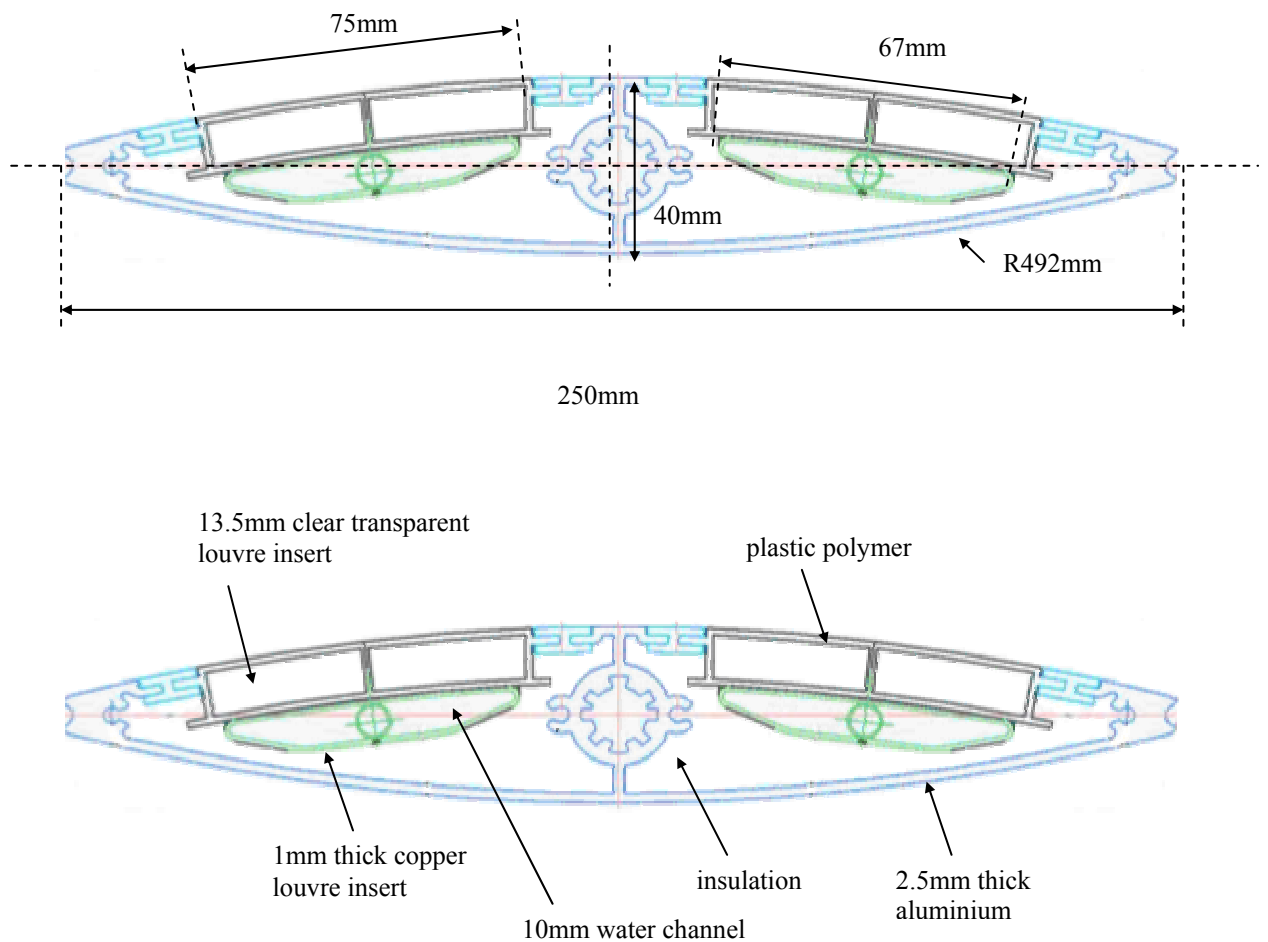 75mm
67mm
40mm
R492mm
250mm
13.5mm clear transparent
louvre insert
plastic polymer
1mm thick copper
louvre insert
insulation
2.5mm thick
aluminium
10mm water channel